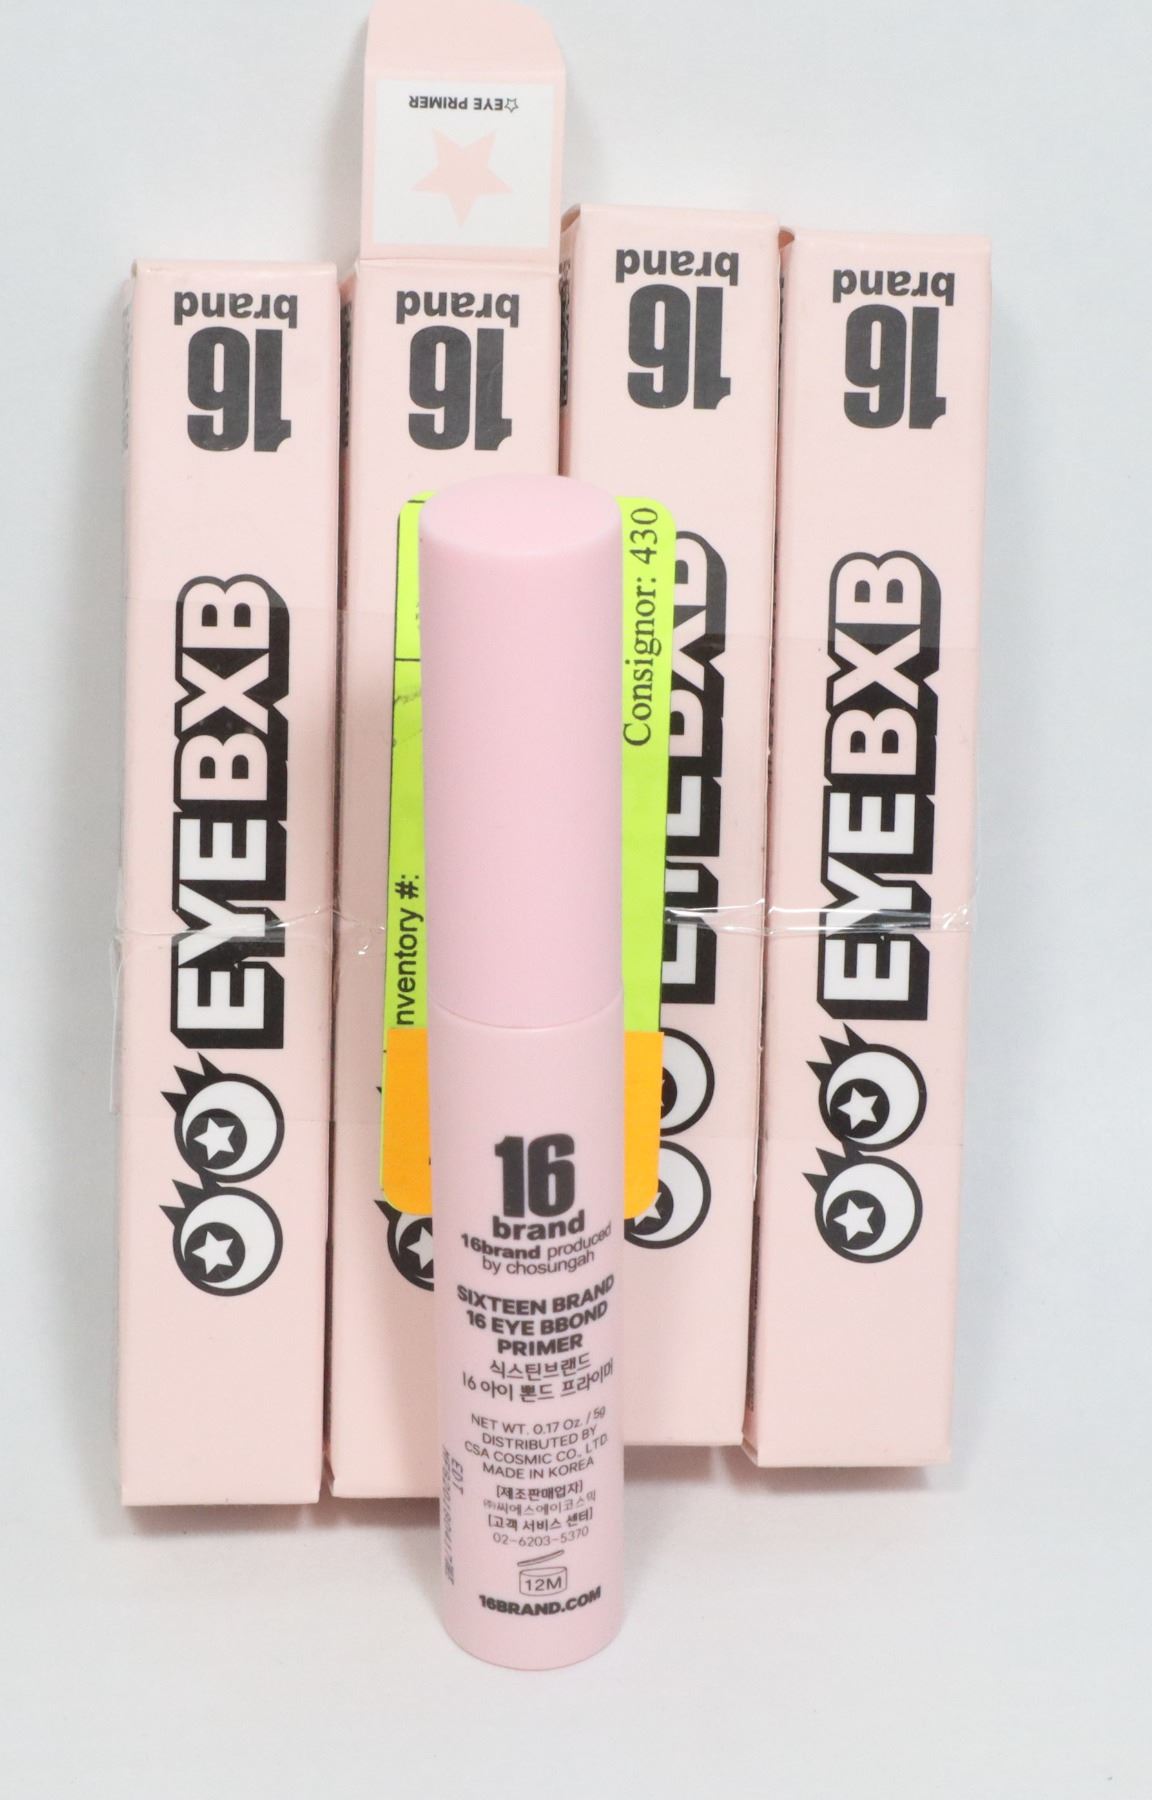 ☆EYE PRIMER
brand
16
brand
16
brand
16
brand
16
EYEBXB
EYEBXB
EYEBXB
Consignor: 430
nventory #:
16
brand
16brand produced
by chosungah
SIXTEEN BRAND
16 EYE BBOND
PRIMER
식스틴브랜드
16 아이 뽄드 프라이머
NET WT. 0.17 Oz. / 5g
DISTRIBUTED BY
CSA COSMIC CO., LTD.
MADE IN KOREA
[제조판매업자]
㈜씨에스에이코스믹
[고객 서비스 센터]
02-6203-5370
12M
16BRAND.COM